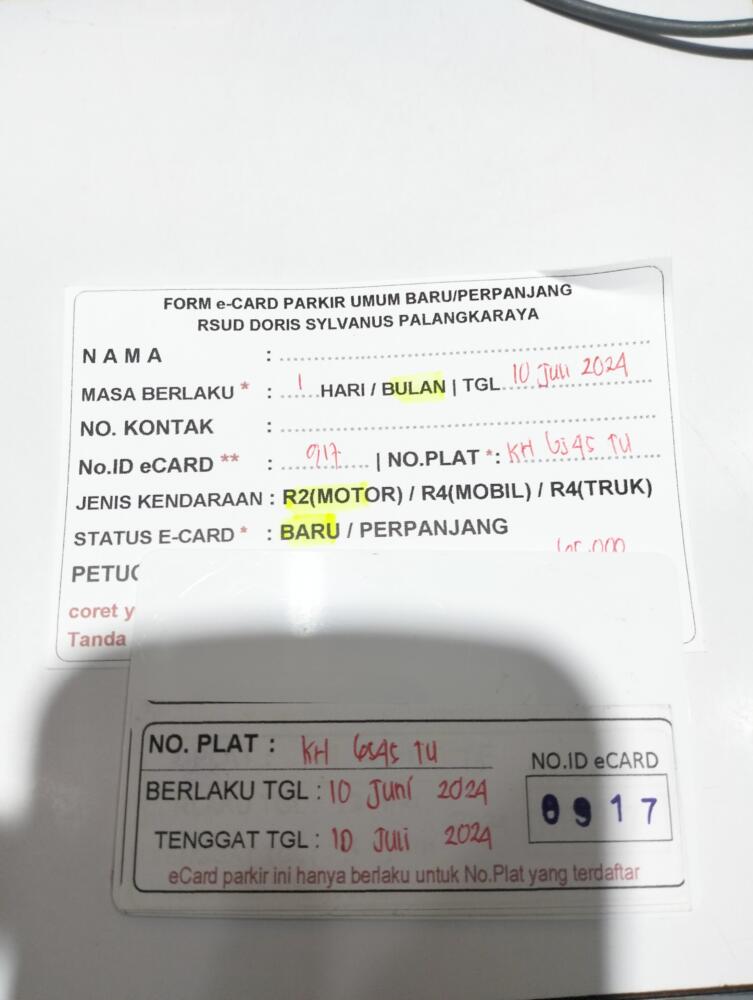 FORM e-CARD PARKIR UMUM BARU/PERPANJANG
RSUD DORIS SYLVANUS PALANGKARAYA
NAMA :
MASA BERLAKU * : 1 HARI / BULAN | TGL 10 Juli 2024
NO. KONTAK :
No.ID eCARD ** : 917 | NO.PLAT *: KH 6545 TU
JENIS KENDARAAN : R2(MOTOR) / R4(MOBIL) / R4(TRUK)
STATUS E-CARD * : BARU / PERPANJANG
coret
Tanda
NO. PLAT : KH 6545 TU
NO.ID eCARD
BERLAKU TGL : 10 Juni 2024
0917
TENGGAT TGL : 10 Juli 2024
eCard parkir ini hanya berlaku untuk No.Plat yang terdaftar